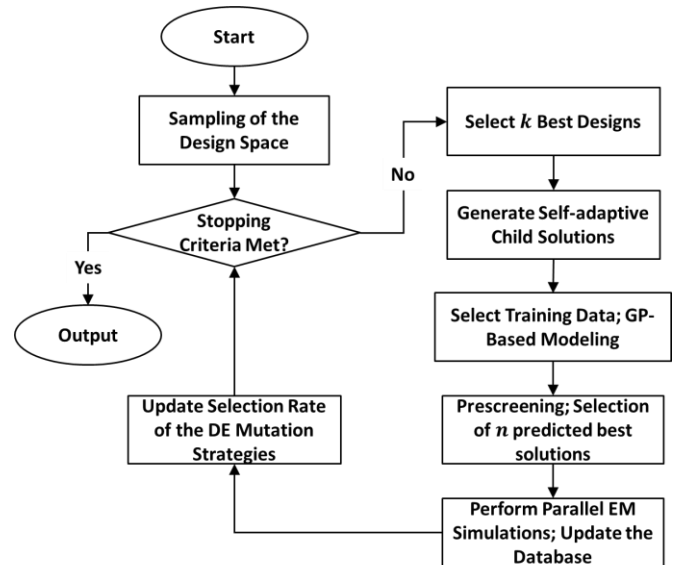 Start
Sampling of the
Design Space
Stopping
Criteria Met?
Yes
Output
No
Select k Best Designs
Generate Self-adaptive
Child Solutions
Select Training Data; GP-
Based Modeling
Prescreening; Selection
of n predicted best
solutions
Perform Parallel EM
Simulations; Update the
Database
Update Selection Rate
of the DE Mutation
Strategies